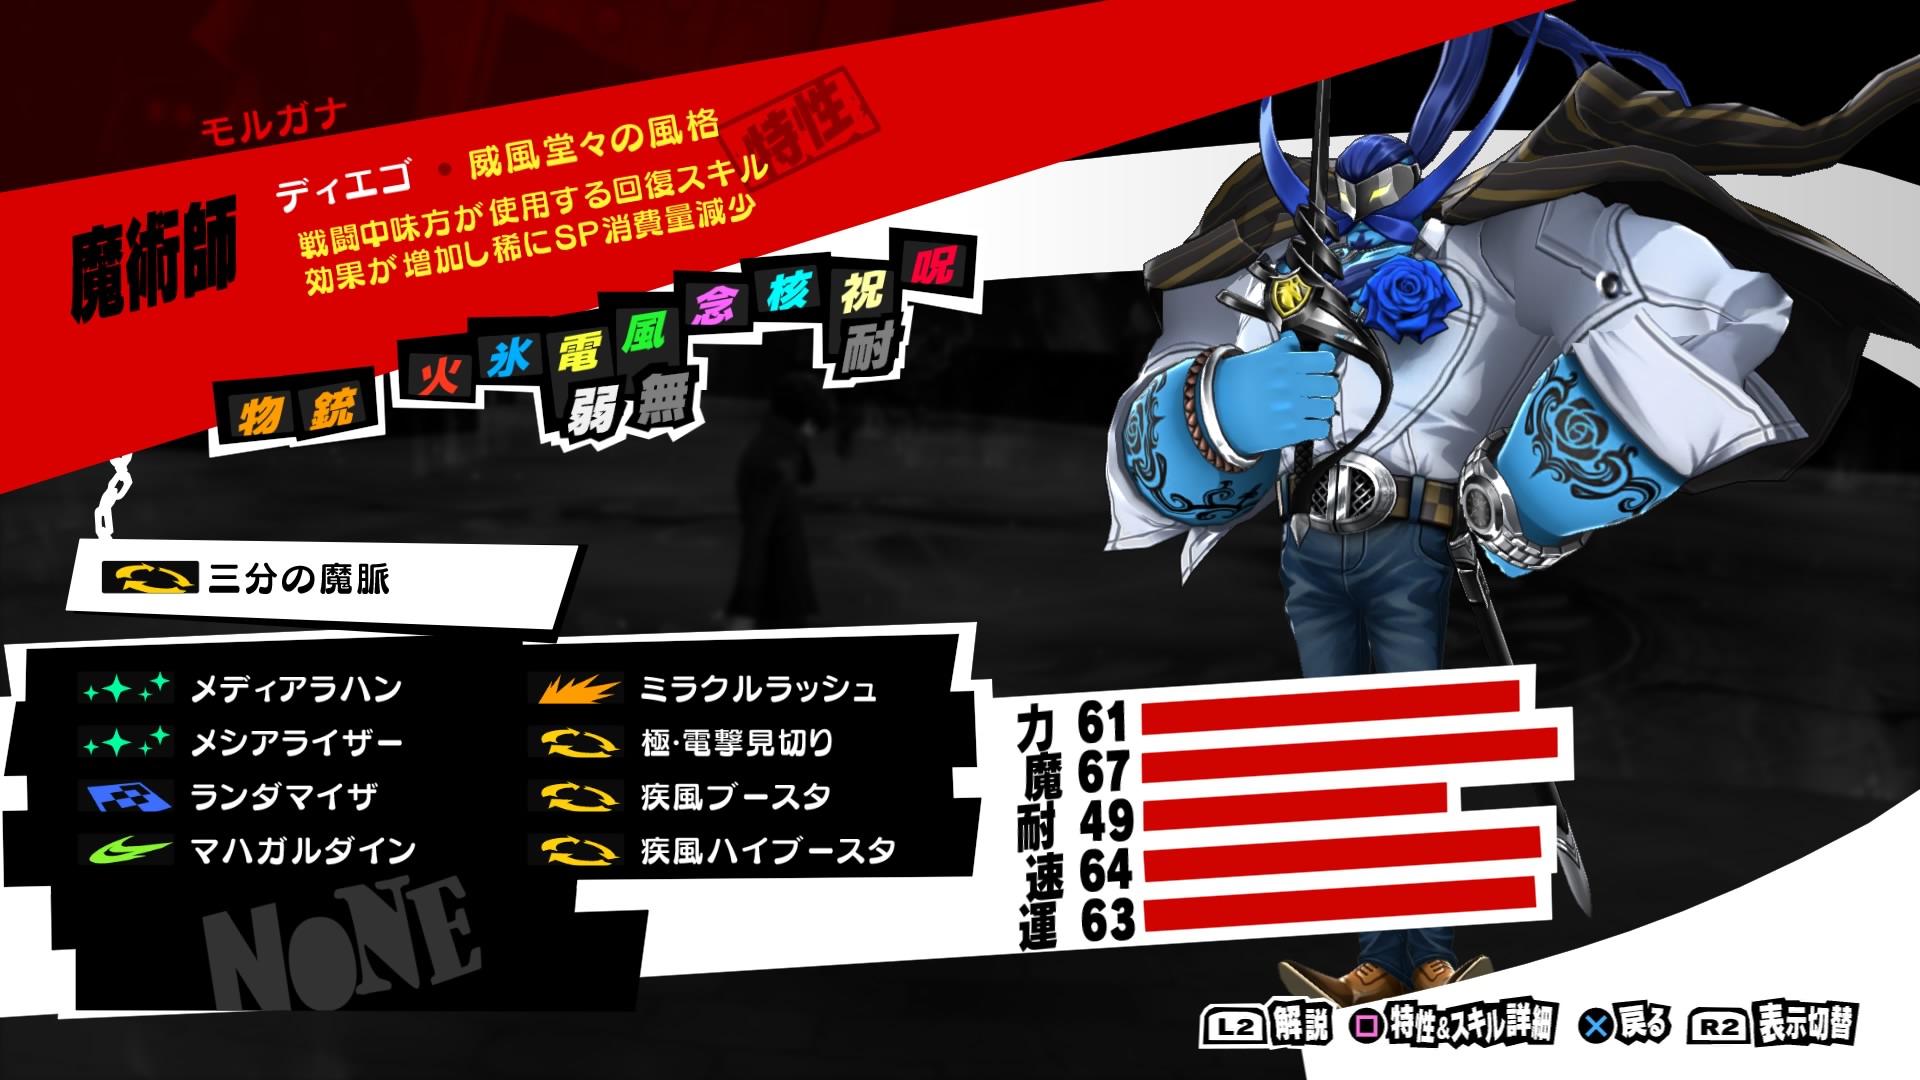 モルガナ
魔術師
ディエゴ・威風堂々の風格
特性
戦闘中味方が使用する回復スキル
効果が増加し稀にSP消費量減少
物 銃 火 氷 電 風 念 核 祝 呪
弱 無 耐
三分の魔脈
メディアラハン
メシアライザー
ランダマイザ
マハガルダイン
ミラクルラッシュ
極・電撃見切り
疾風ブースタ
疾風ハイブースタ
NONE
力 61
魔 67
耐 49
速 64
運 63
L2 解説 特性&スキル詳細 戻る R2 表示切替